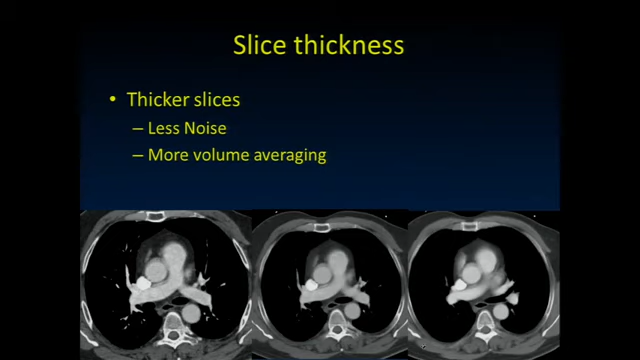 Slice thickness
• Thicker slices
– Less Noise
– More volume averaging